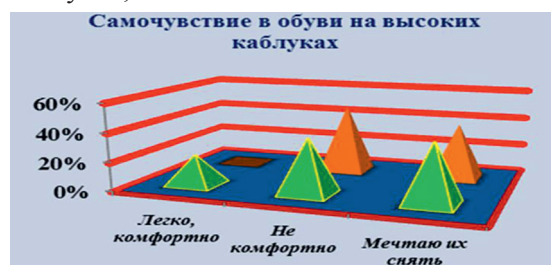 Самочувствие в обуви на высоких
каблуках
60%
40%
20%
0%
Легко,
комфортно
Не
комфортно
Мечтаю их
снять